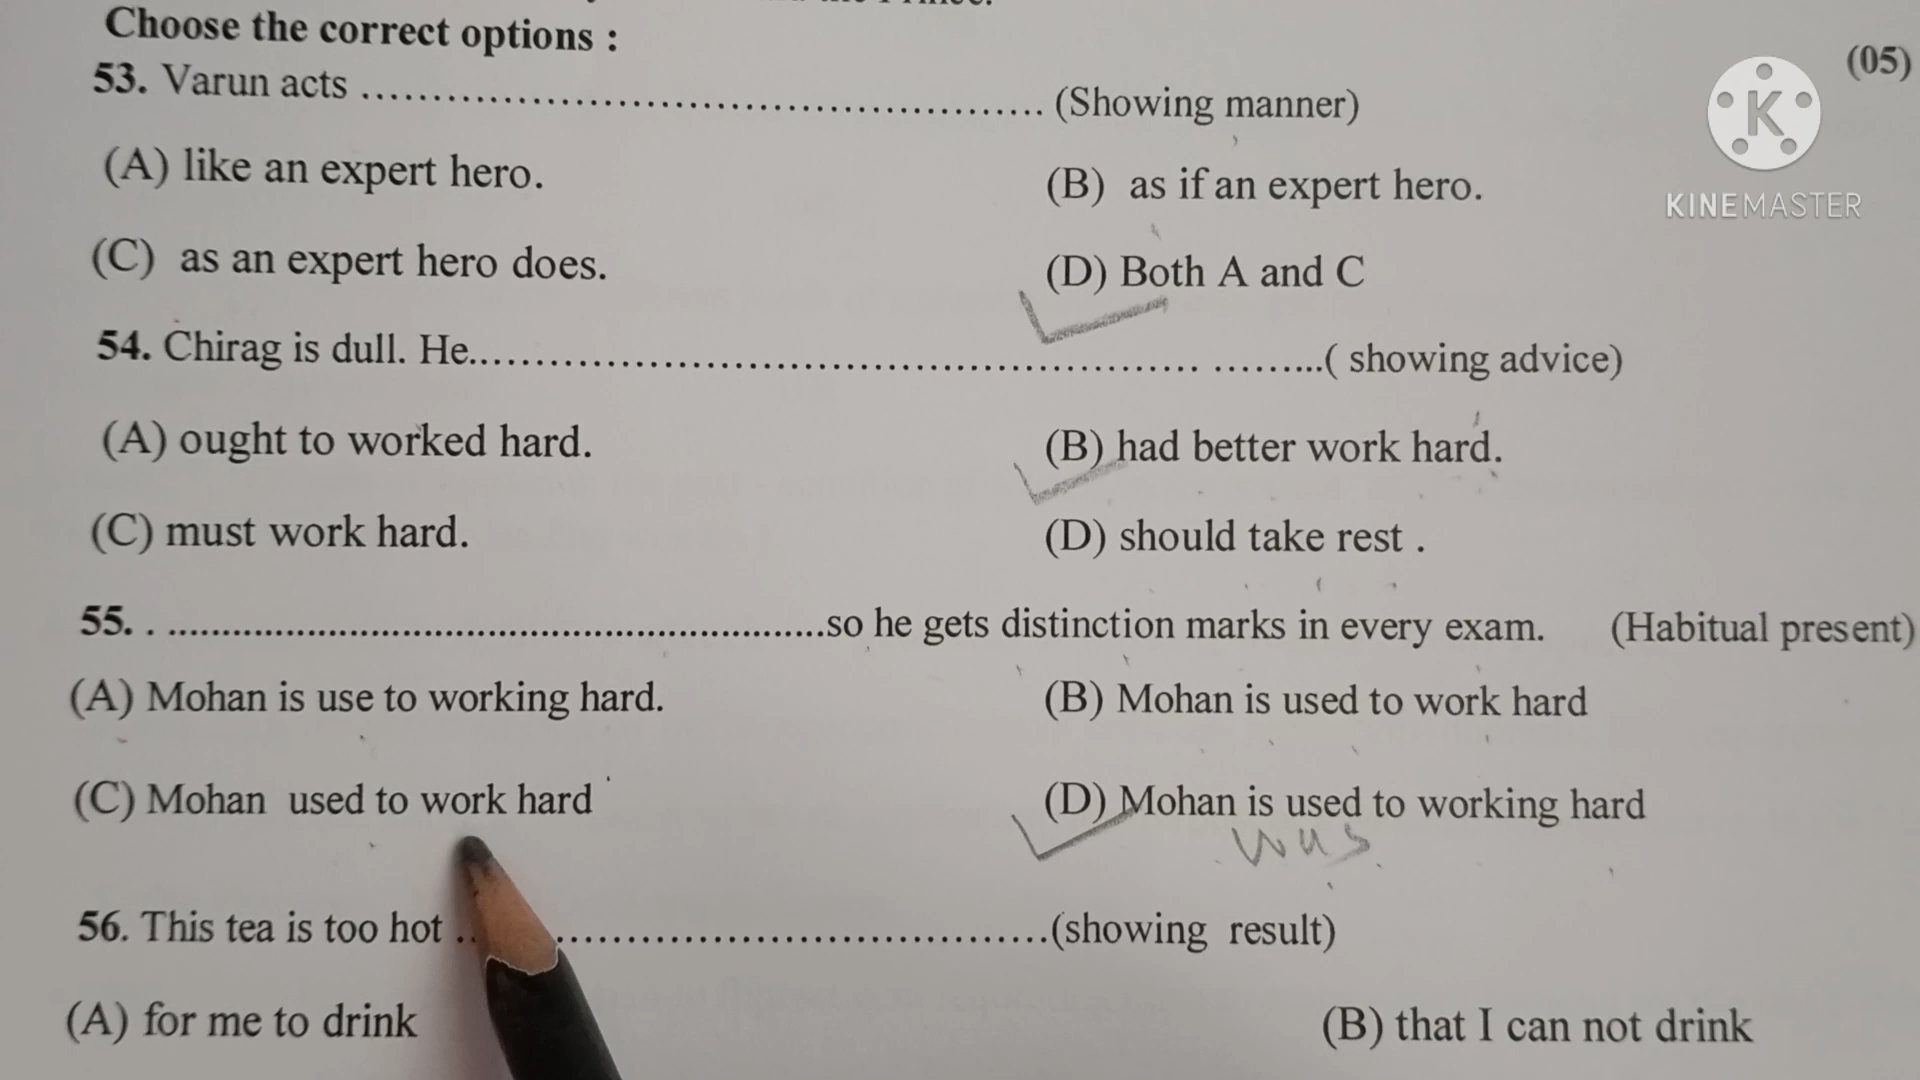 Choose the correct options :
(05)
53. Varun acts ........................................................ (Showing manner)
(A) like an expert hero.
(B) as if an expert hero.
(C) as an expert hero does.
(D) Both A and C
54. Chirag is dull. He........................................................ .........( showing advice)
(A) ought to worked hard.
(B) had better work hard.
(C) must work hard.
(D) should take rest .
55. . ........................................................so he gets distinction marks in every exam. (Habitual present)
(A) Mohan is use to working hard.
(B) Mohan is used to work hard
(C) Mohan used to work hard
(D) Mohan is used to working hard
was
56. This tea is too hot ........................................................(showing result)
(A) for me to drink
(B) that I can not drink
K
KINEMASTER